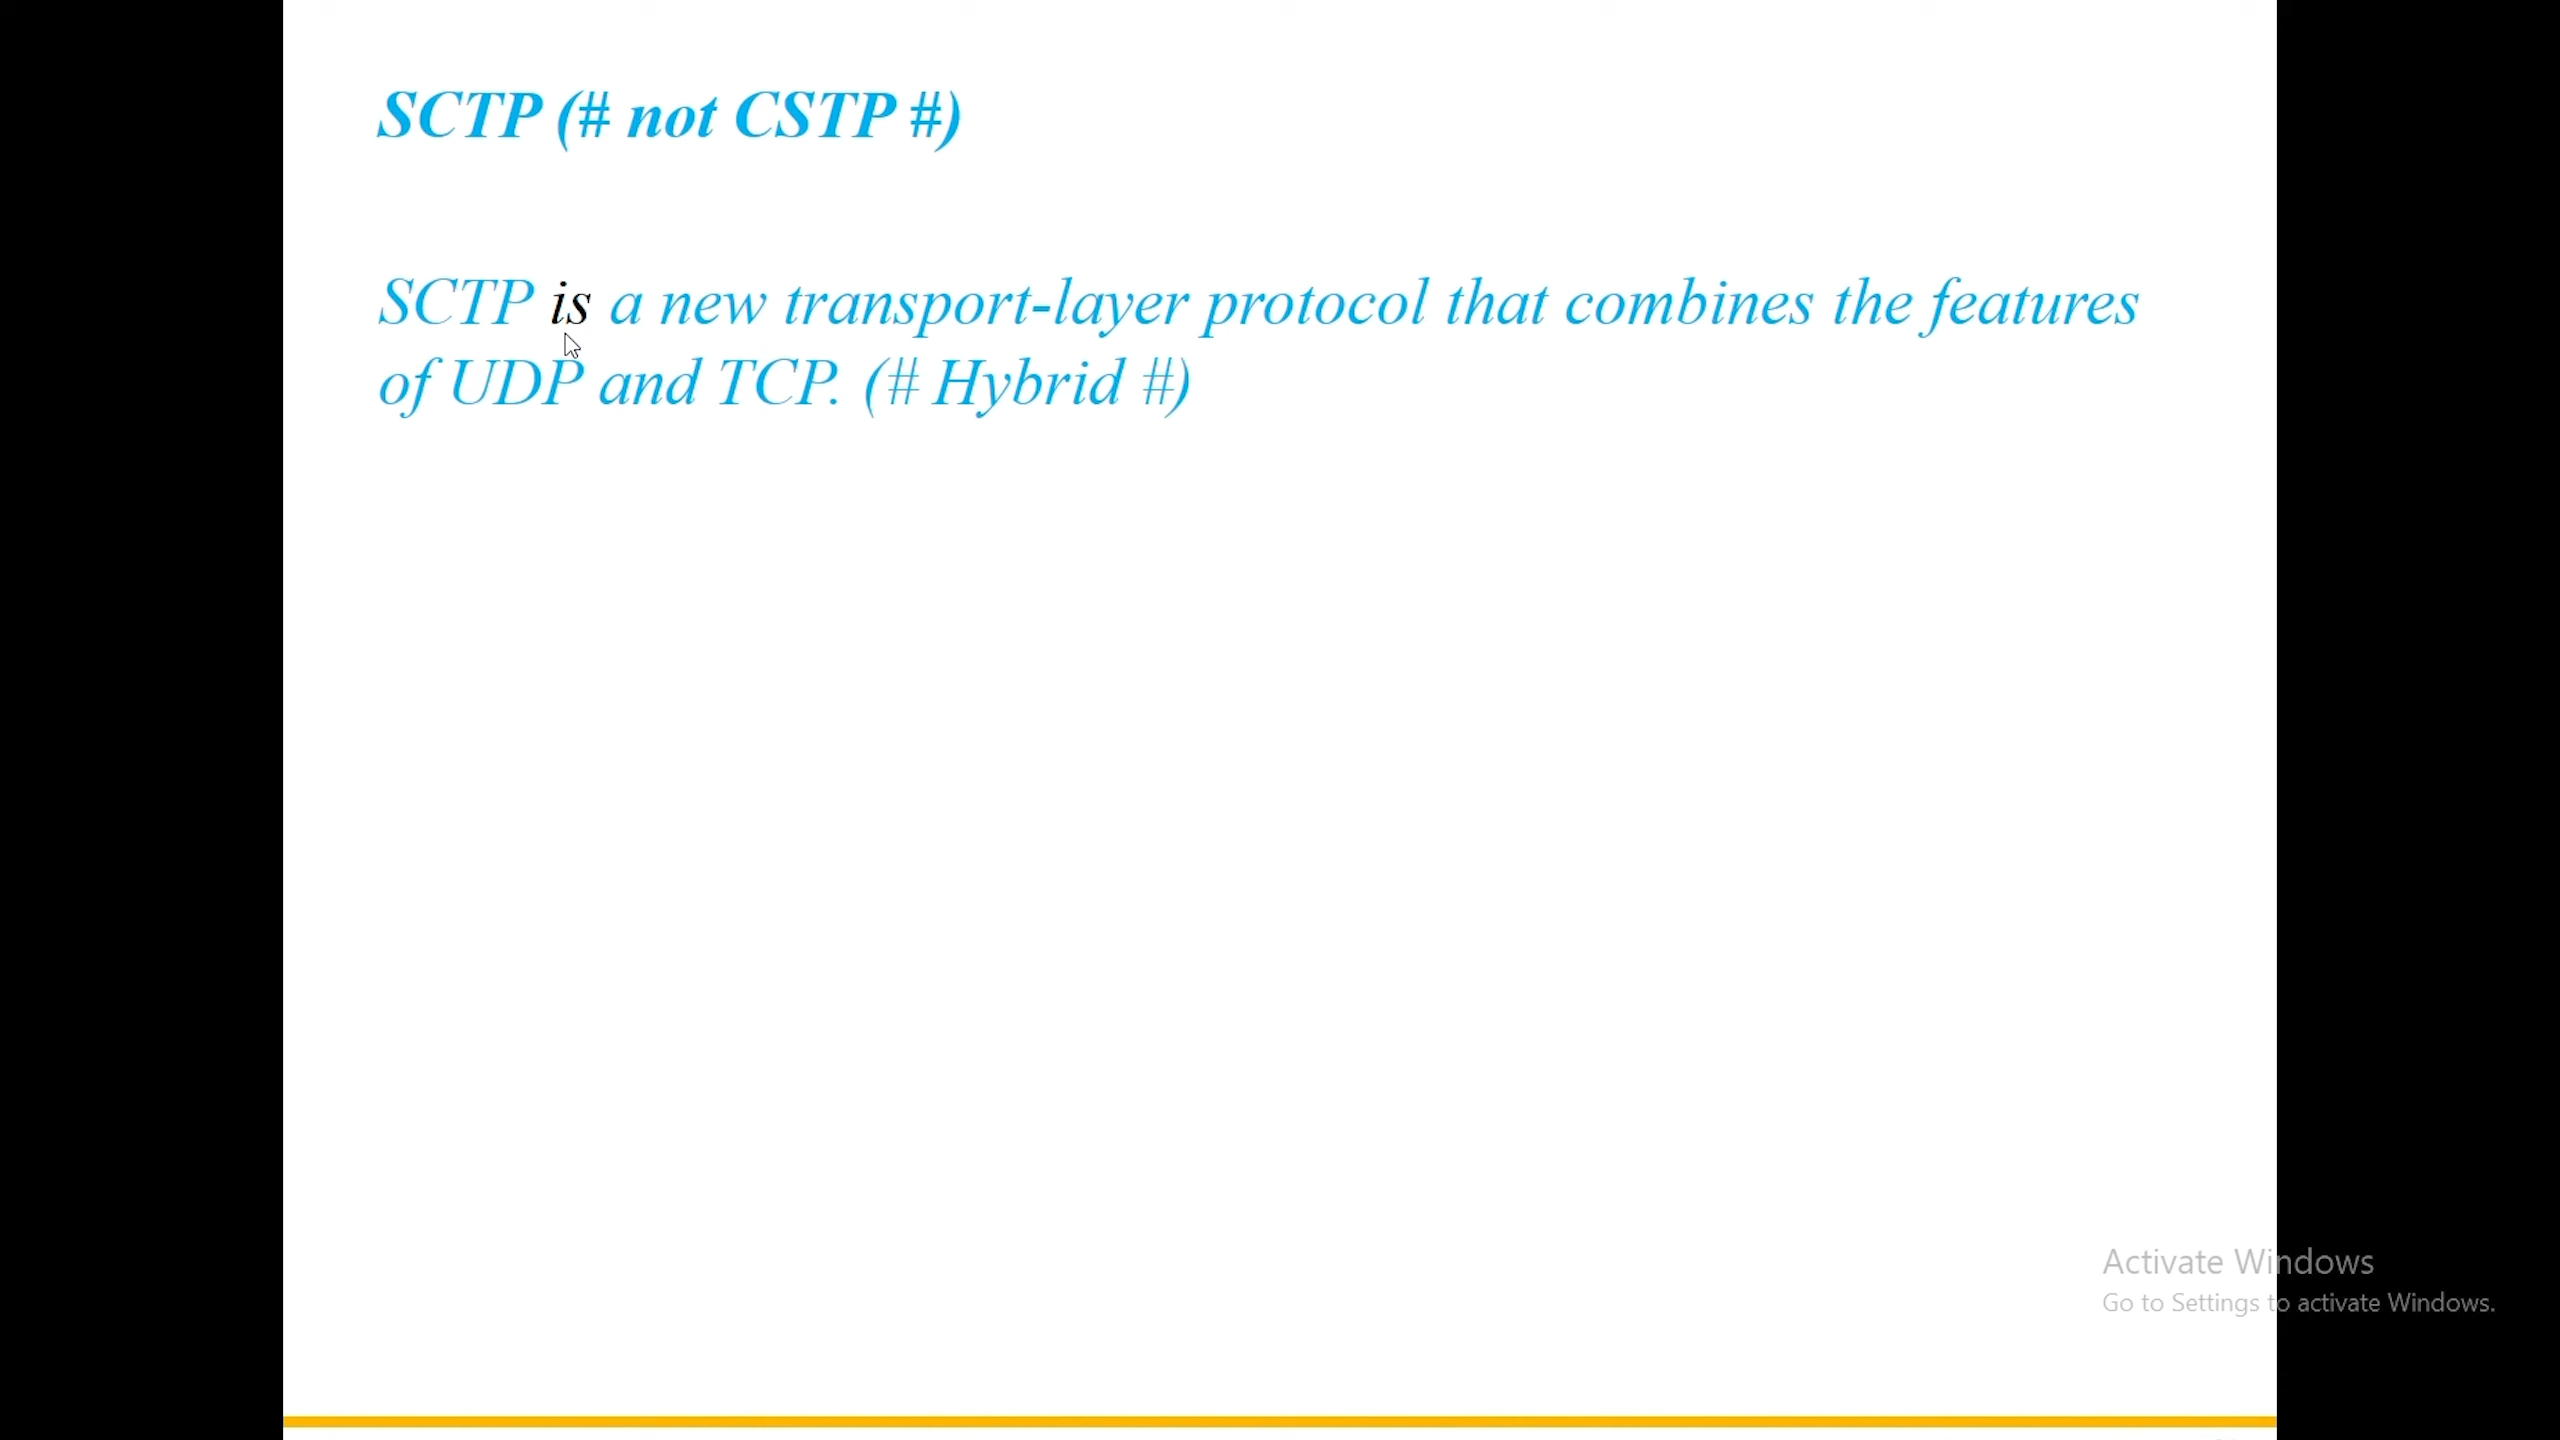 SCTP (# not CSTP #)
SCTP is a new transport-layer protocol that combines the features
of UDP and TCP. (# Hybrid #)
Activate Windows
Go to Settings to activate Windows.